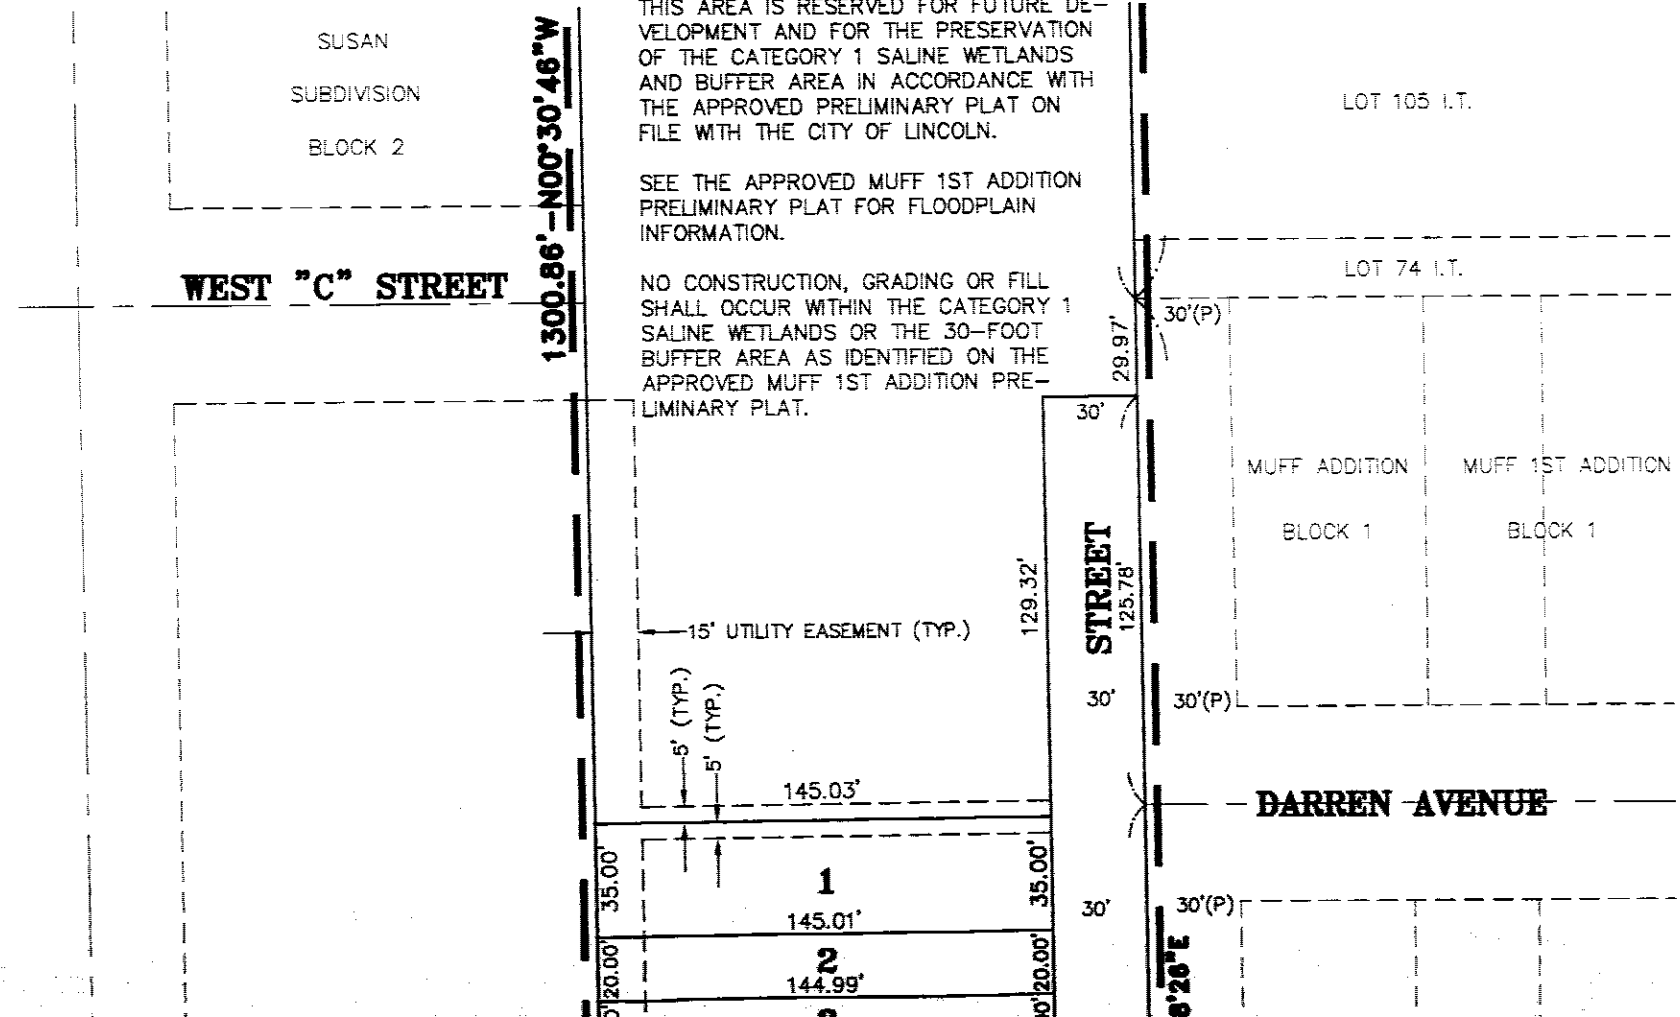 THIS AREA IS RESERVED FOR FUTURE DE-
VELOPMENT AND FOR THE PRESERVATION
OF THE CATEGORY 1 SALINE WETLANDS
AND BUFFER AREA IN ACCORDANCE WITH
THE APPROVED PRELIMINARY PLAT ON
FILE WITH THE CITY OF LINCOLN.
SEE THE APPROVED MUFF 1ST ADDITION
PRELIMINARY PLAT FOR FLOODPLAIN
INFORMATION.
NO CONSTRUCTION, GRADING OR FILL
SHALL OCCUR WITHIN THE CATEGORY 1
SALINE WETLANDS OR THE 30-FOOT
BUFFER AREA AS IDENTIFIED ON THE
APPROVED MUFF 1ST ADDITION PRE-
LIMINARY PLAT.
SUSAN
SUBDIVISION
BLOCK 2
1300.86'-N00°30'46"W
WEST "C" STREET
LOT 105 I.T.
LOT 74 I.T.
30'(P)
29.97'
30'
MUFF ADDITION
BLOCK 1
MUFF 1ST ADDITION
BLOCK 1
129.32'
STREET
125.78'
15' UTILITY EASEMENT (TYP.)
30'
30'(P)
5' (TYP.)
5' (TYP.)
145.03'
DARREN AVENUE
35.00'
1
35.00'
145.01'
30'
30'(P)
20.00'
2
20.00'
144.99'
8'26"E